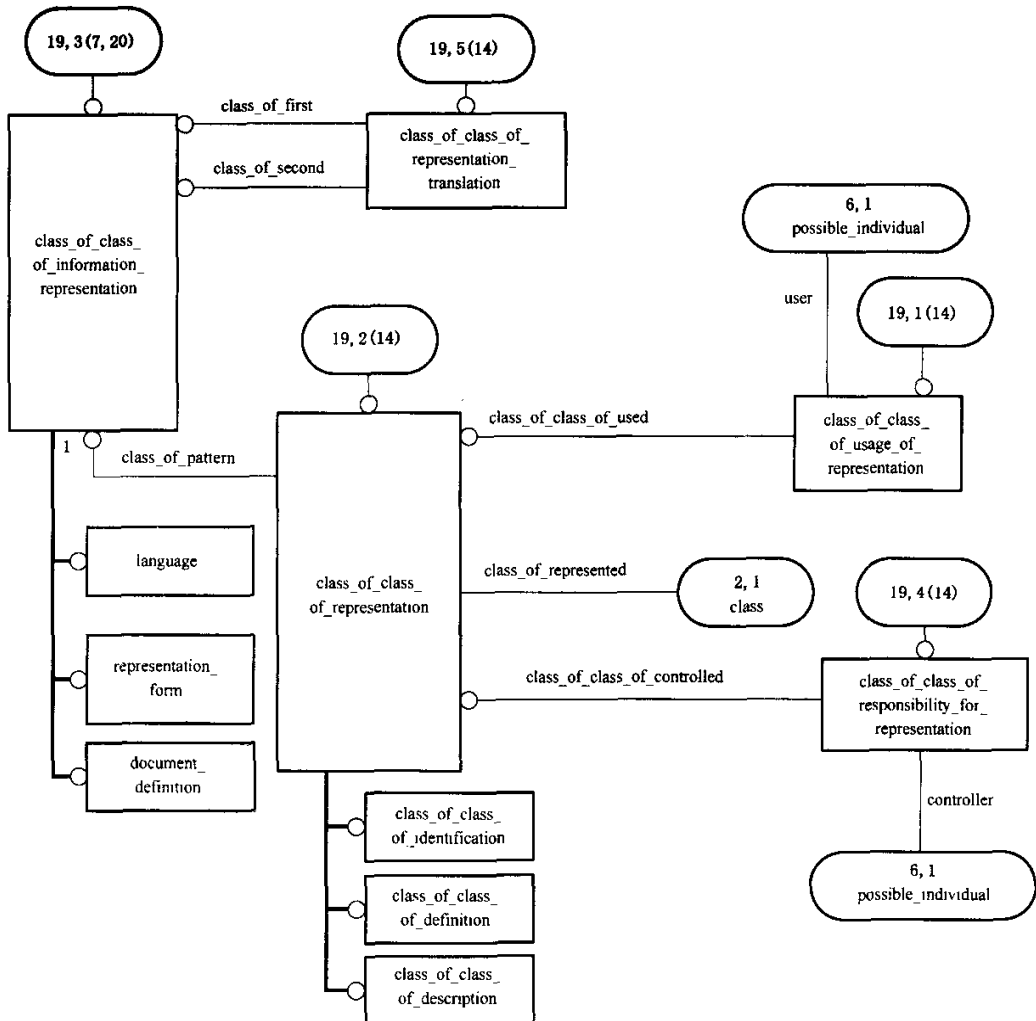 19, 3(7, 20)
19, 5(14)
class_of_first
class_of_second
class_of_class_of_
representation_
translation
class_of_class_
of_information_
representation
6, 1
possible_individual
user
19, 1(14)
19, 2(14)
class_of_class_of_used
class_of_class_
of_usage_of_
representation
1
class_of_pattern
language
class_of_class_
of_representation
class_of_represented
2, 1
class
19, 4(14)
representation_
form
class_of_class_of_controlled
class_of_class_of_
responsibility_for_
representation
document_
definition
controller
class_of_class_
of_identification
6, 1
possible_individual
class_of_class_
of_definition
class_of_class_
of_description